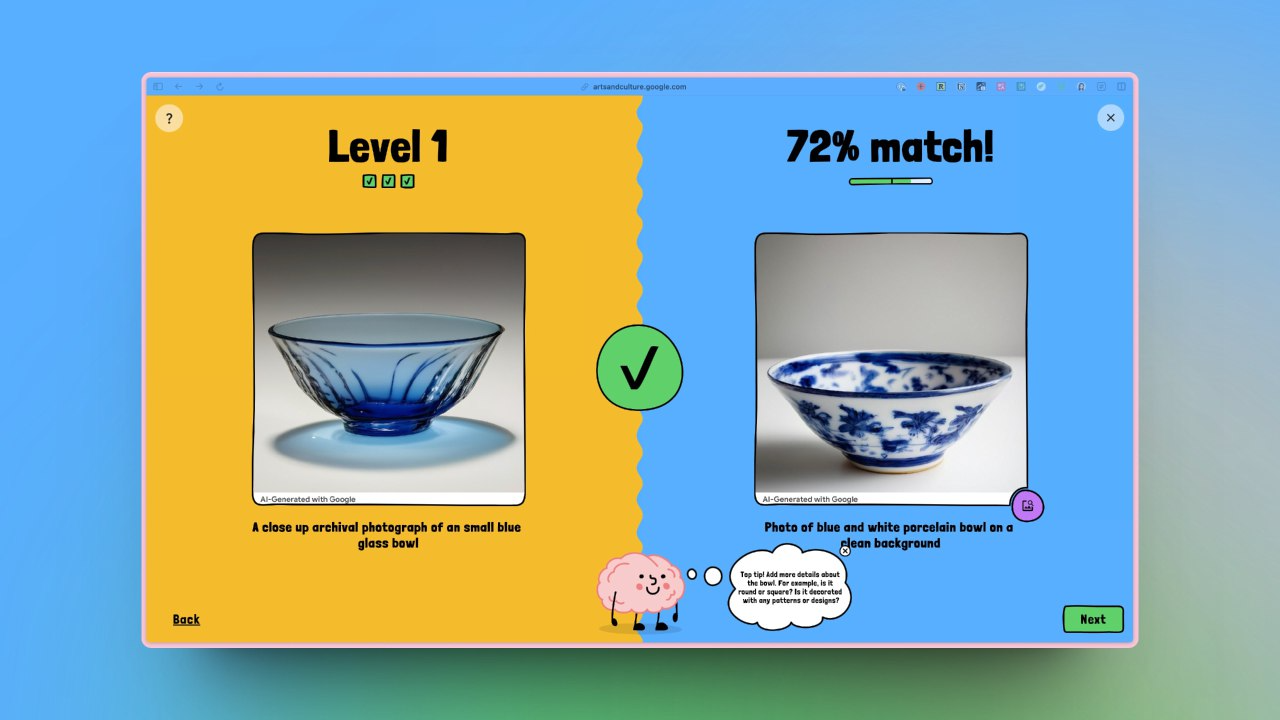 artsandculture.google.com
?
Level 1
72% match!
AI-Generated with Google
AI-Generated with Google
A close up archival photograph of an small blue
glass bowl
Photo of blue and white porcelain bowl on a
clean background
Top tip! Add more details about
the bowl. For example, is it
round or square? Is it decorated
with any patterns or designs?
Back
Next